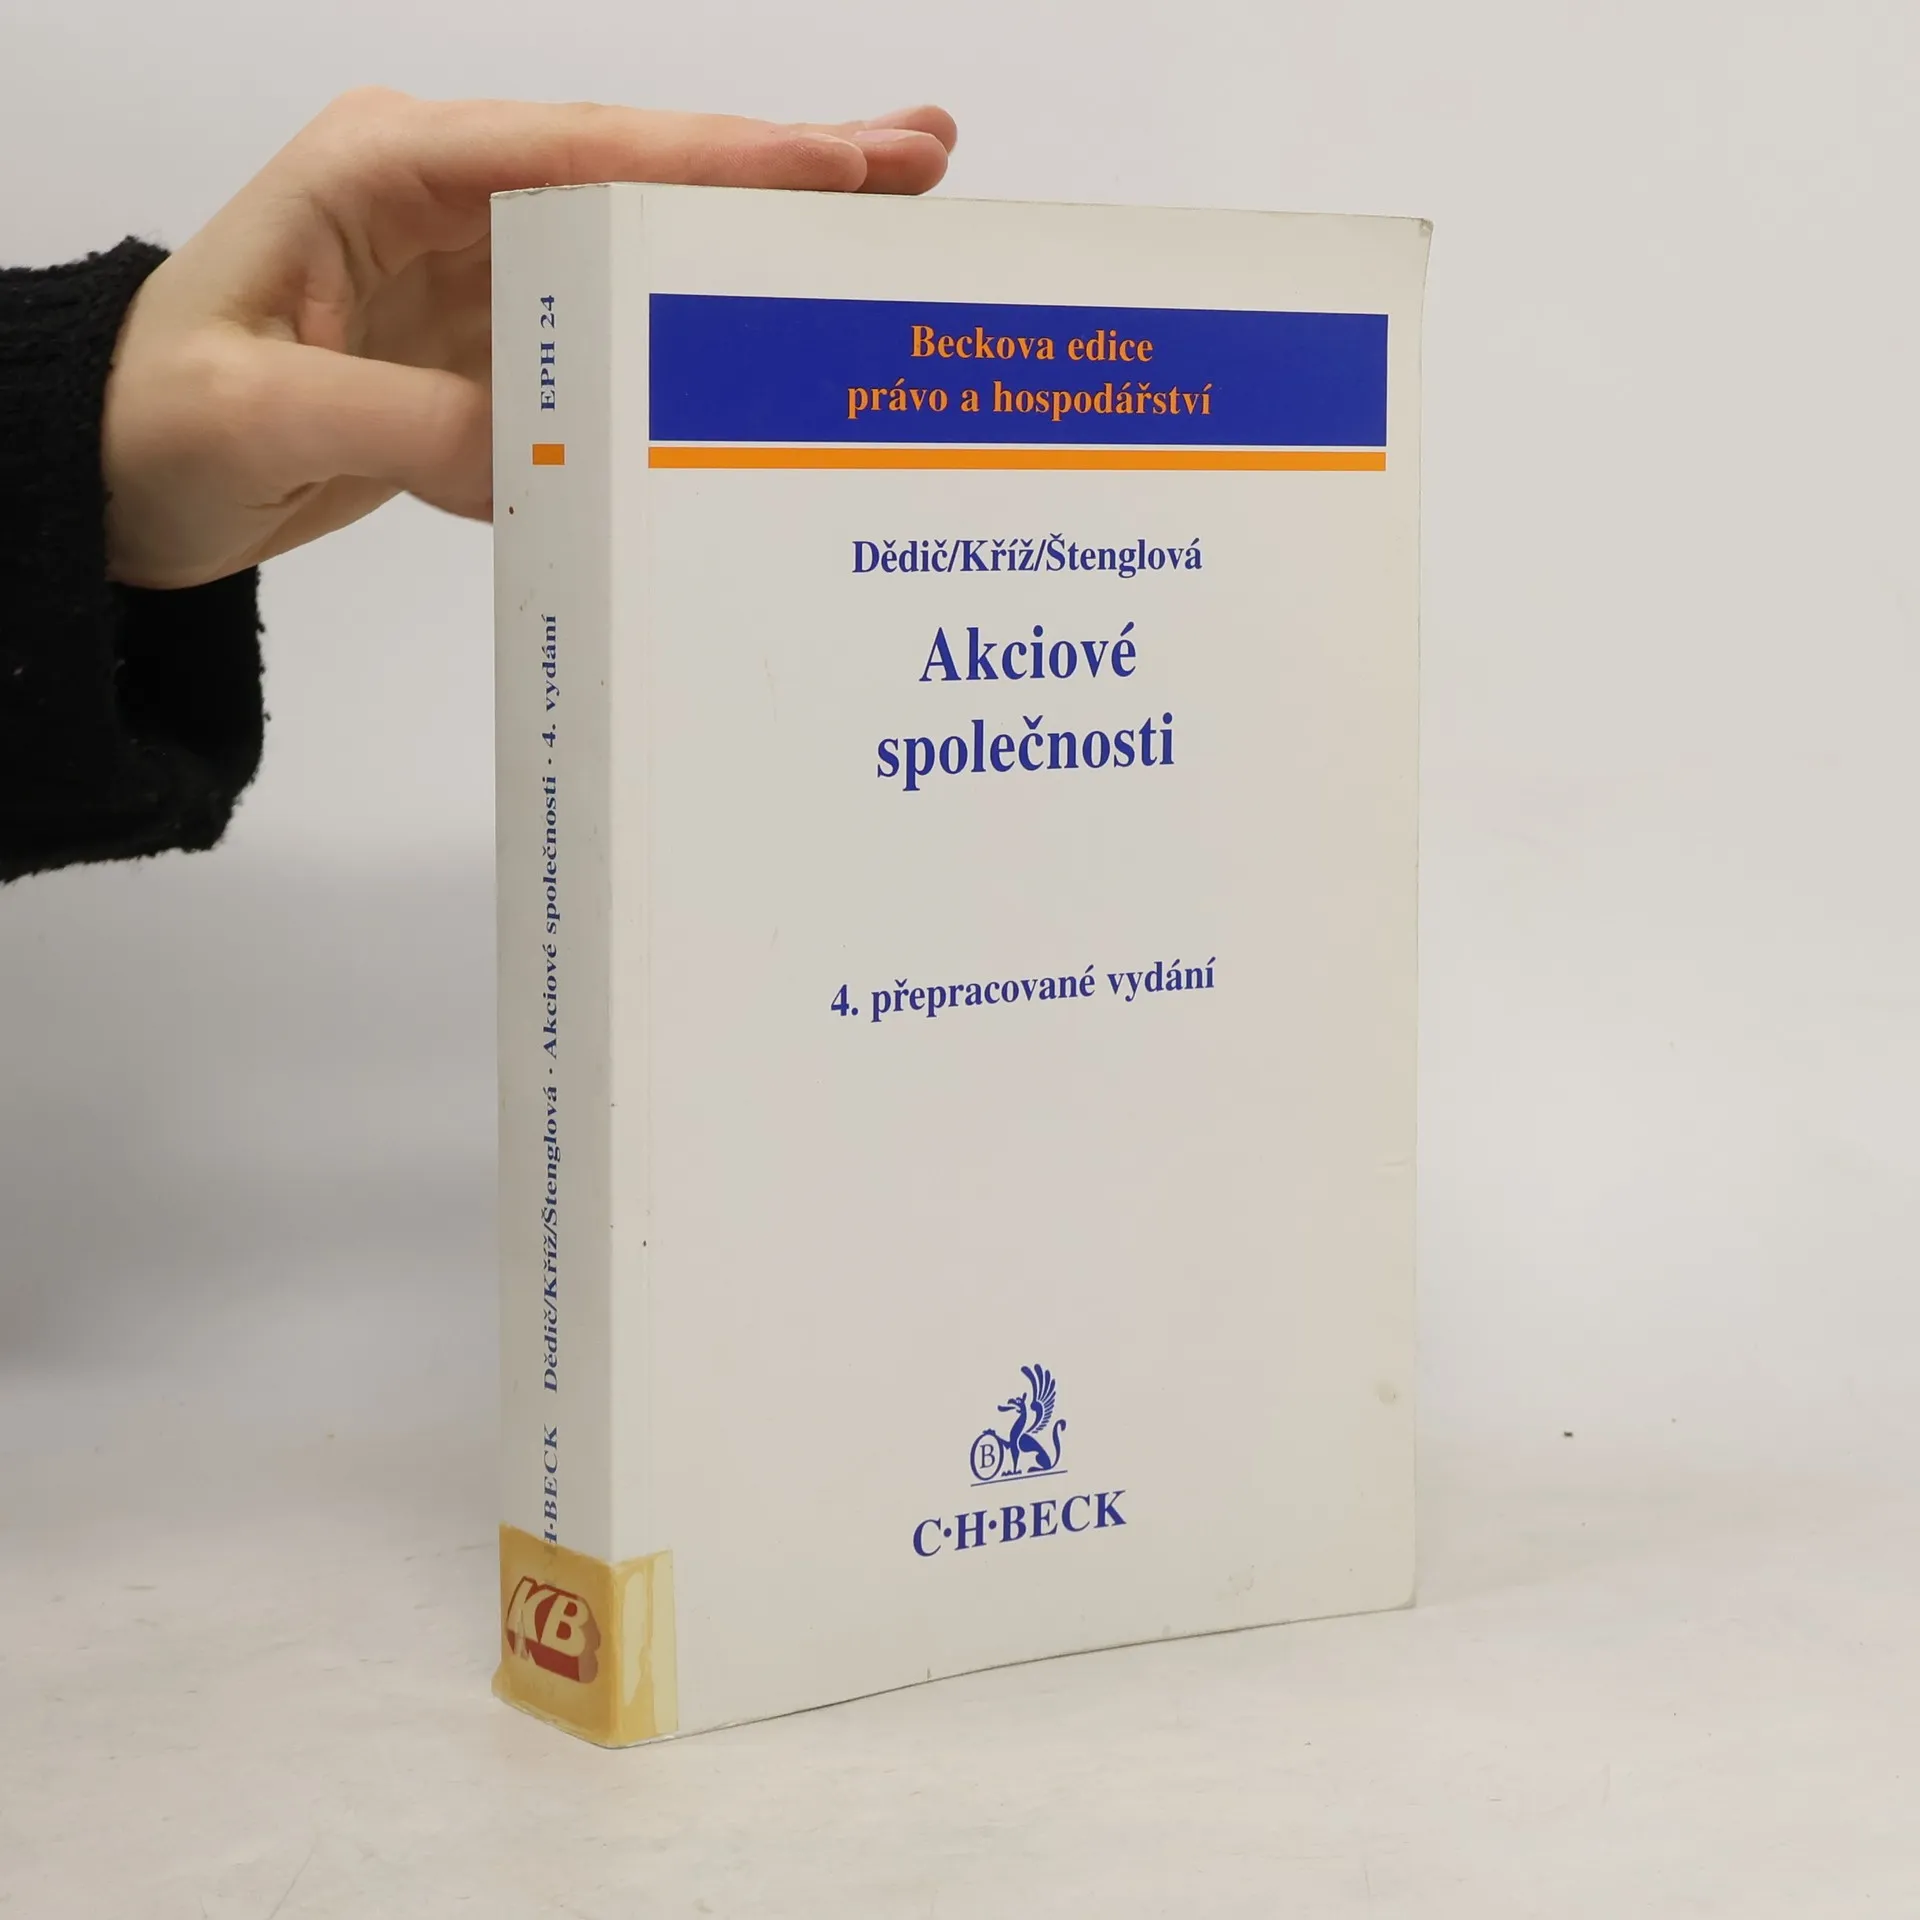 Beckova edice
právo a hospodářství
Dědič/Kříž/Štenglová
Akciové
společnosti
4. přepracované vydání
B
C·H·BECK
H·BECK Dědič/Kříž/Štenglová · Akciové společnosti · 4. vydání EPH 24
KB